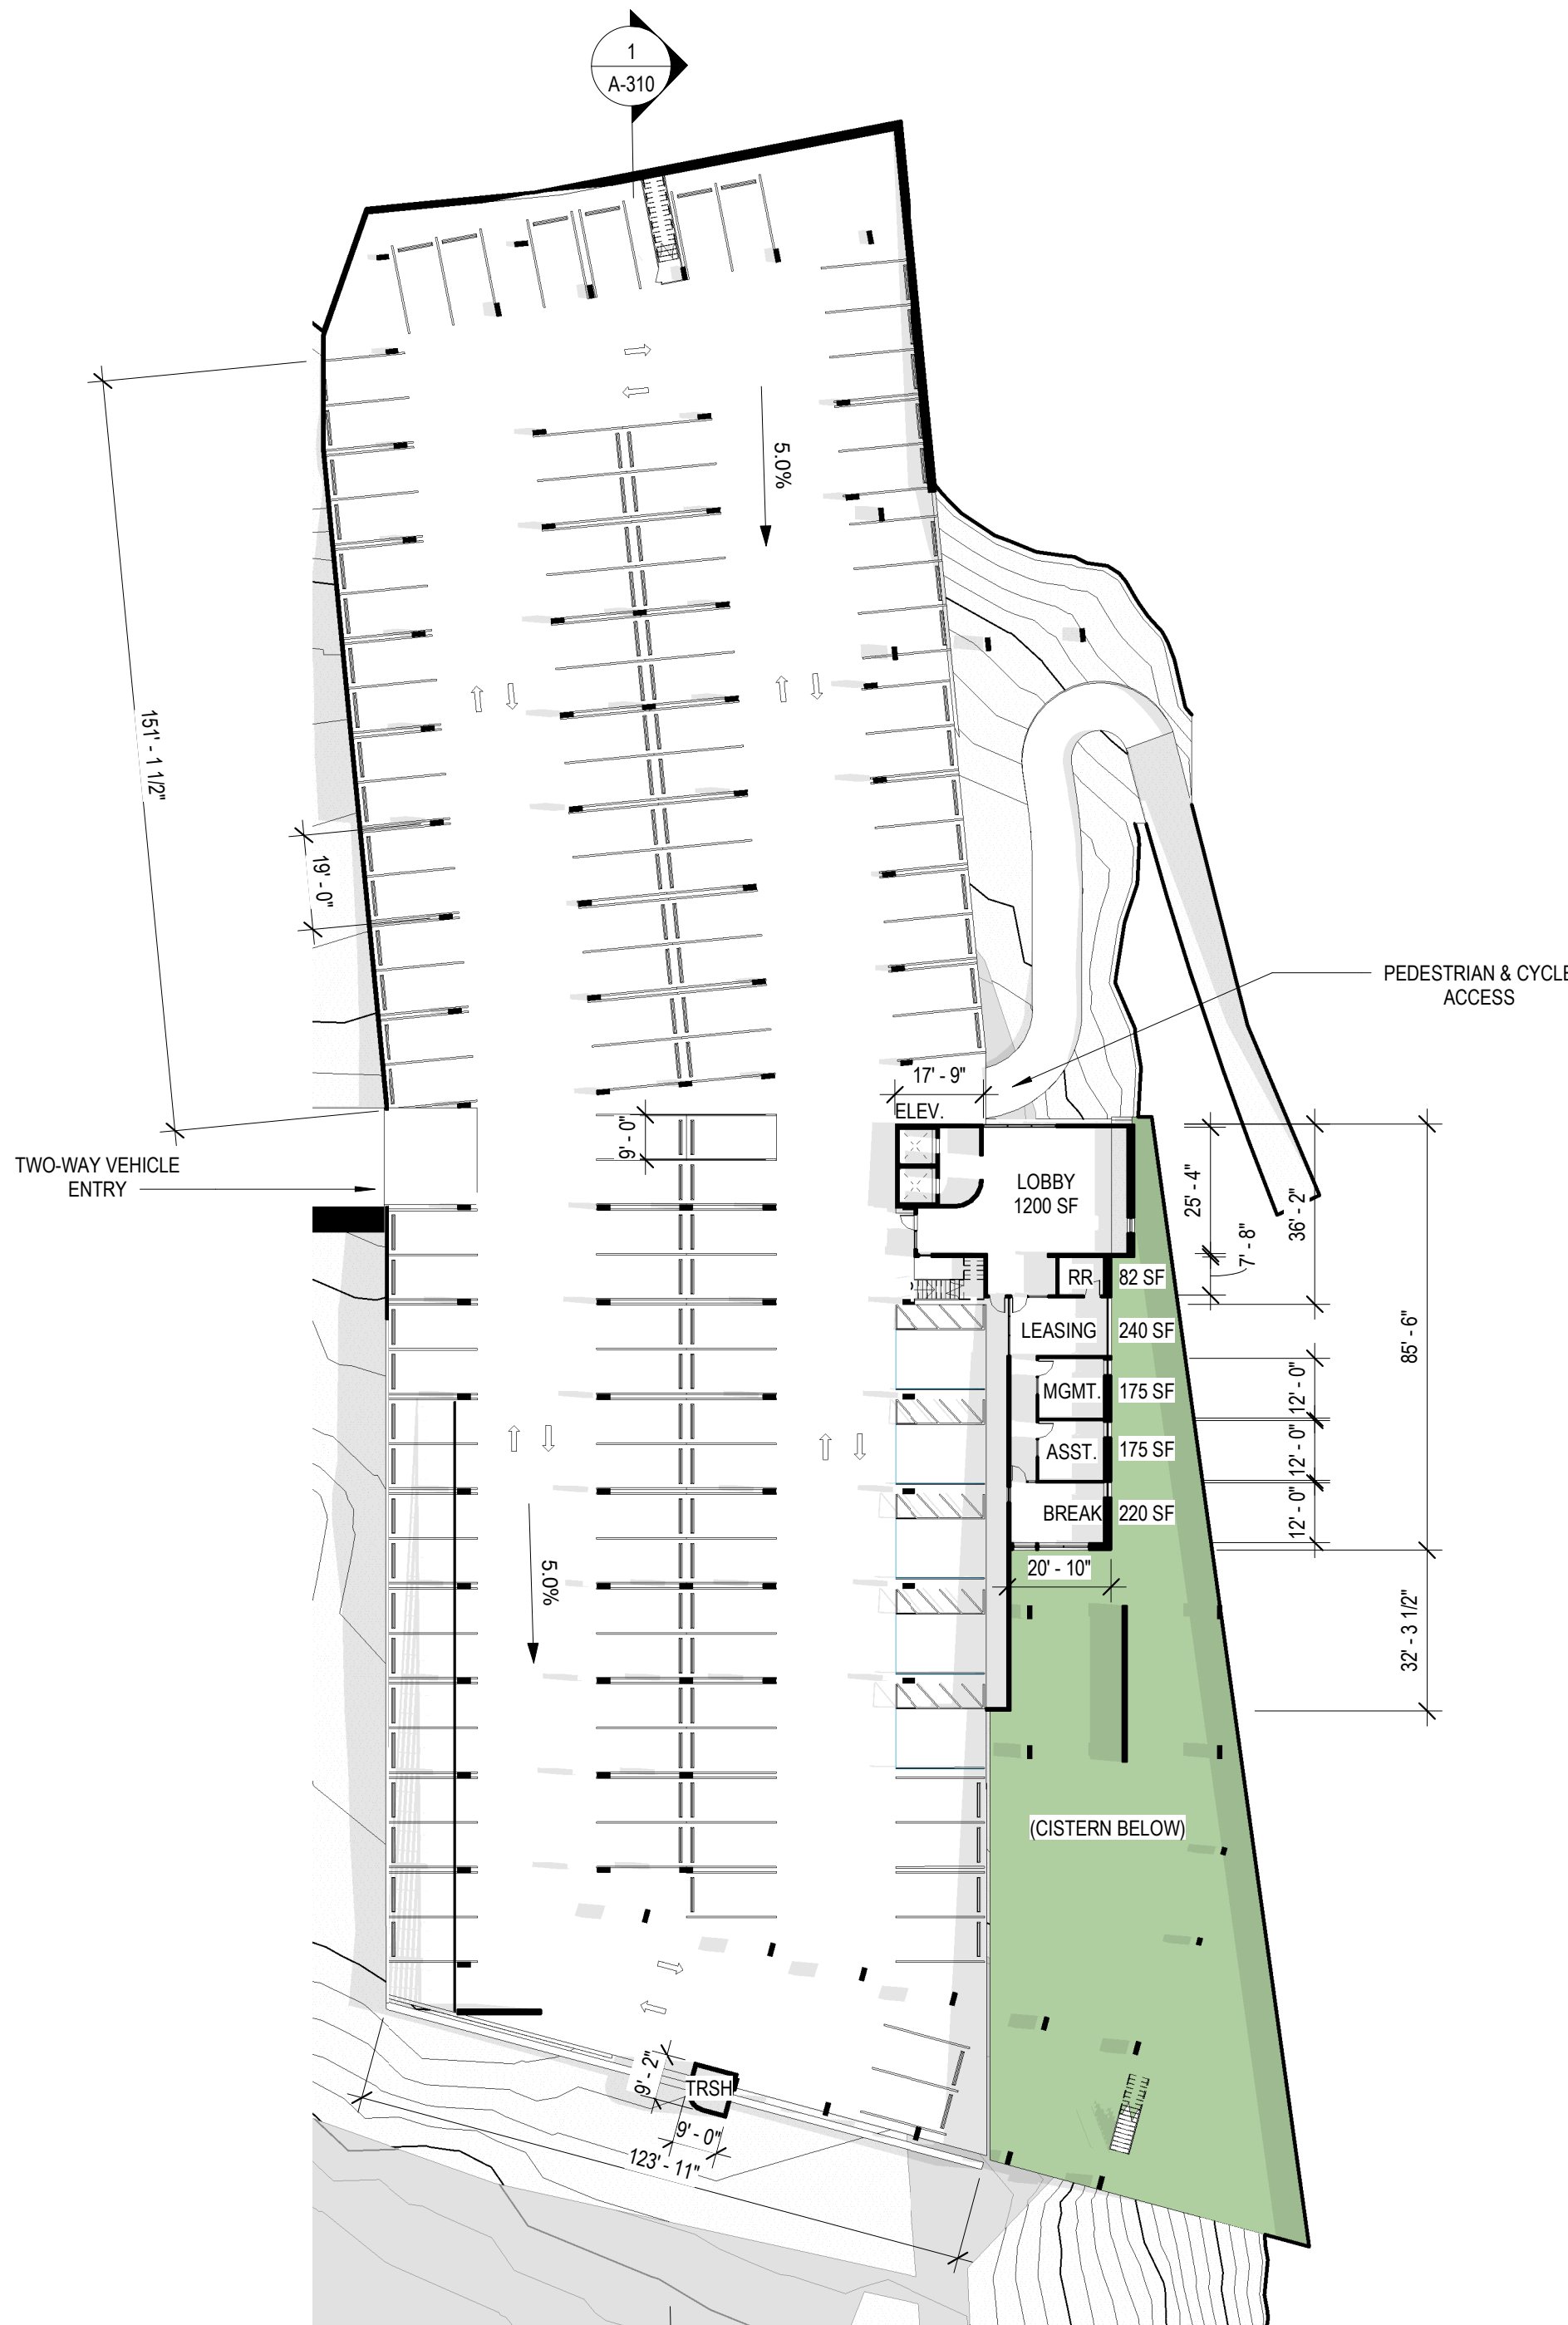 1
A-310
5.0%
151' - 1 1/2"
19' - 0"
PEDESTRIAN & CYCLE
ACCESS
17' - 9"
ELEV.
9' - 0"
TWO-WAY VEHICLE
ENTRY
LOBBY
1200 SF
25' - 4"
36' - 2"
7' - 8"
RR
82 SF
LEASING
240 SF
85' - 6"
MGMT.
175 SF
12' - 0"
ASST.
175 SF
12' - 0"
BREAK
220 SF
12' - 0"
5.0%
20' - 10"
32' - 3 1/2"
(CISTERN BELOW)
9' - 2"
TRSH
9' - 0"
123' - 11"